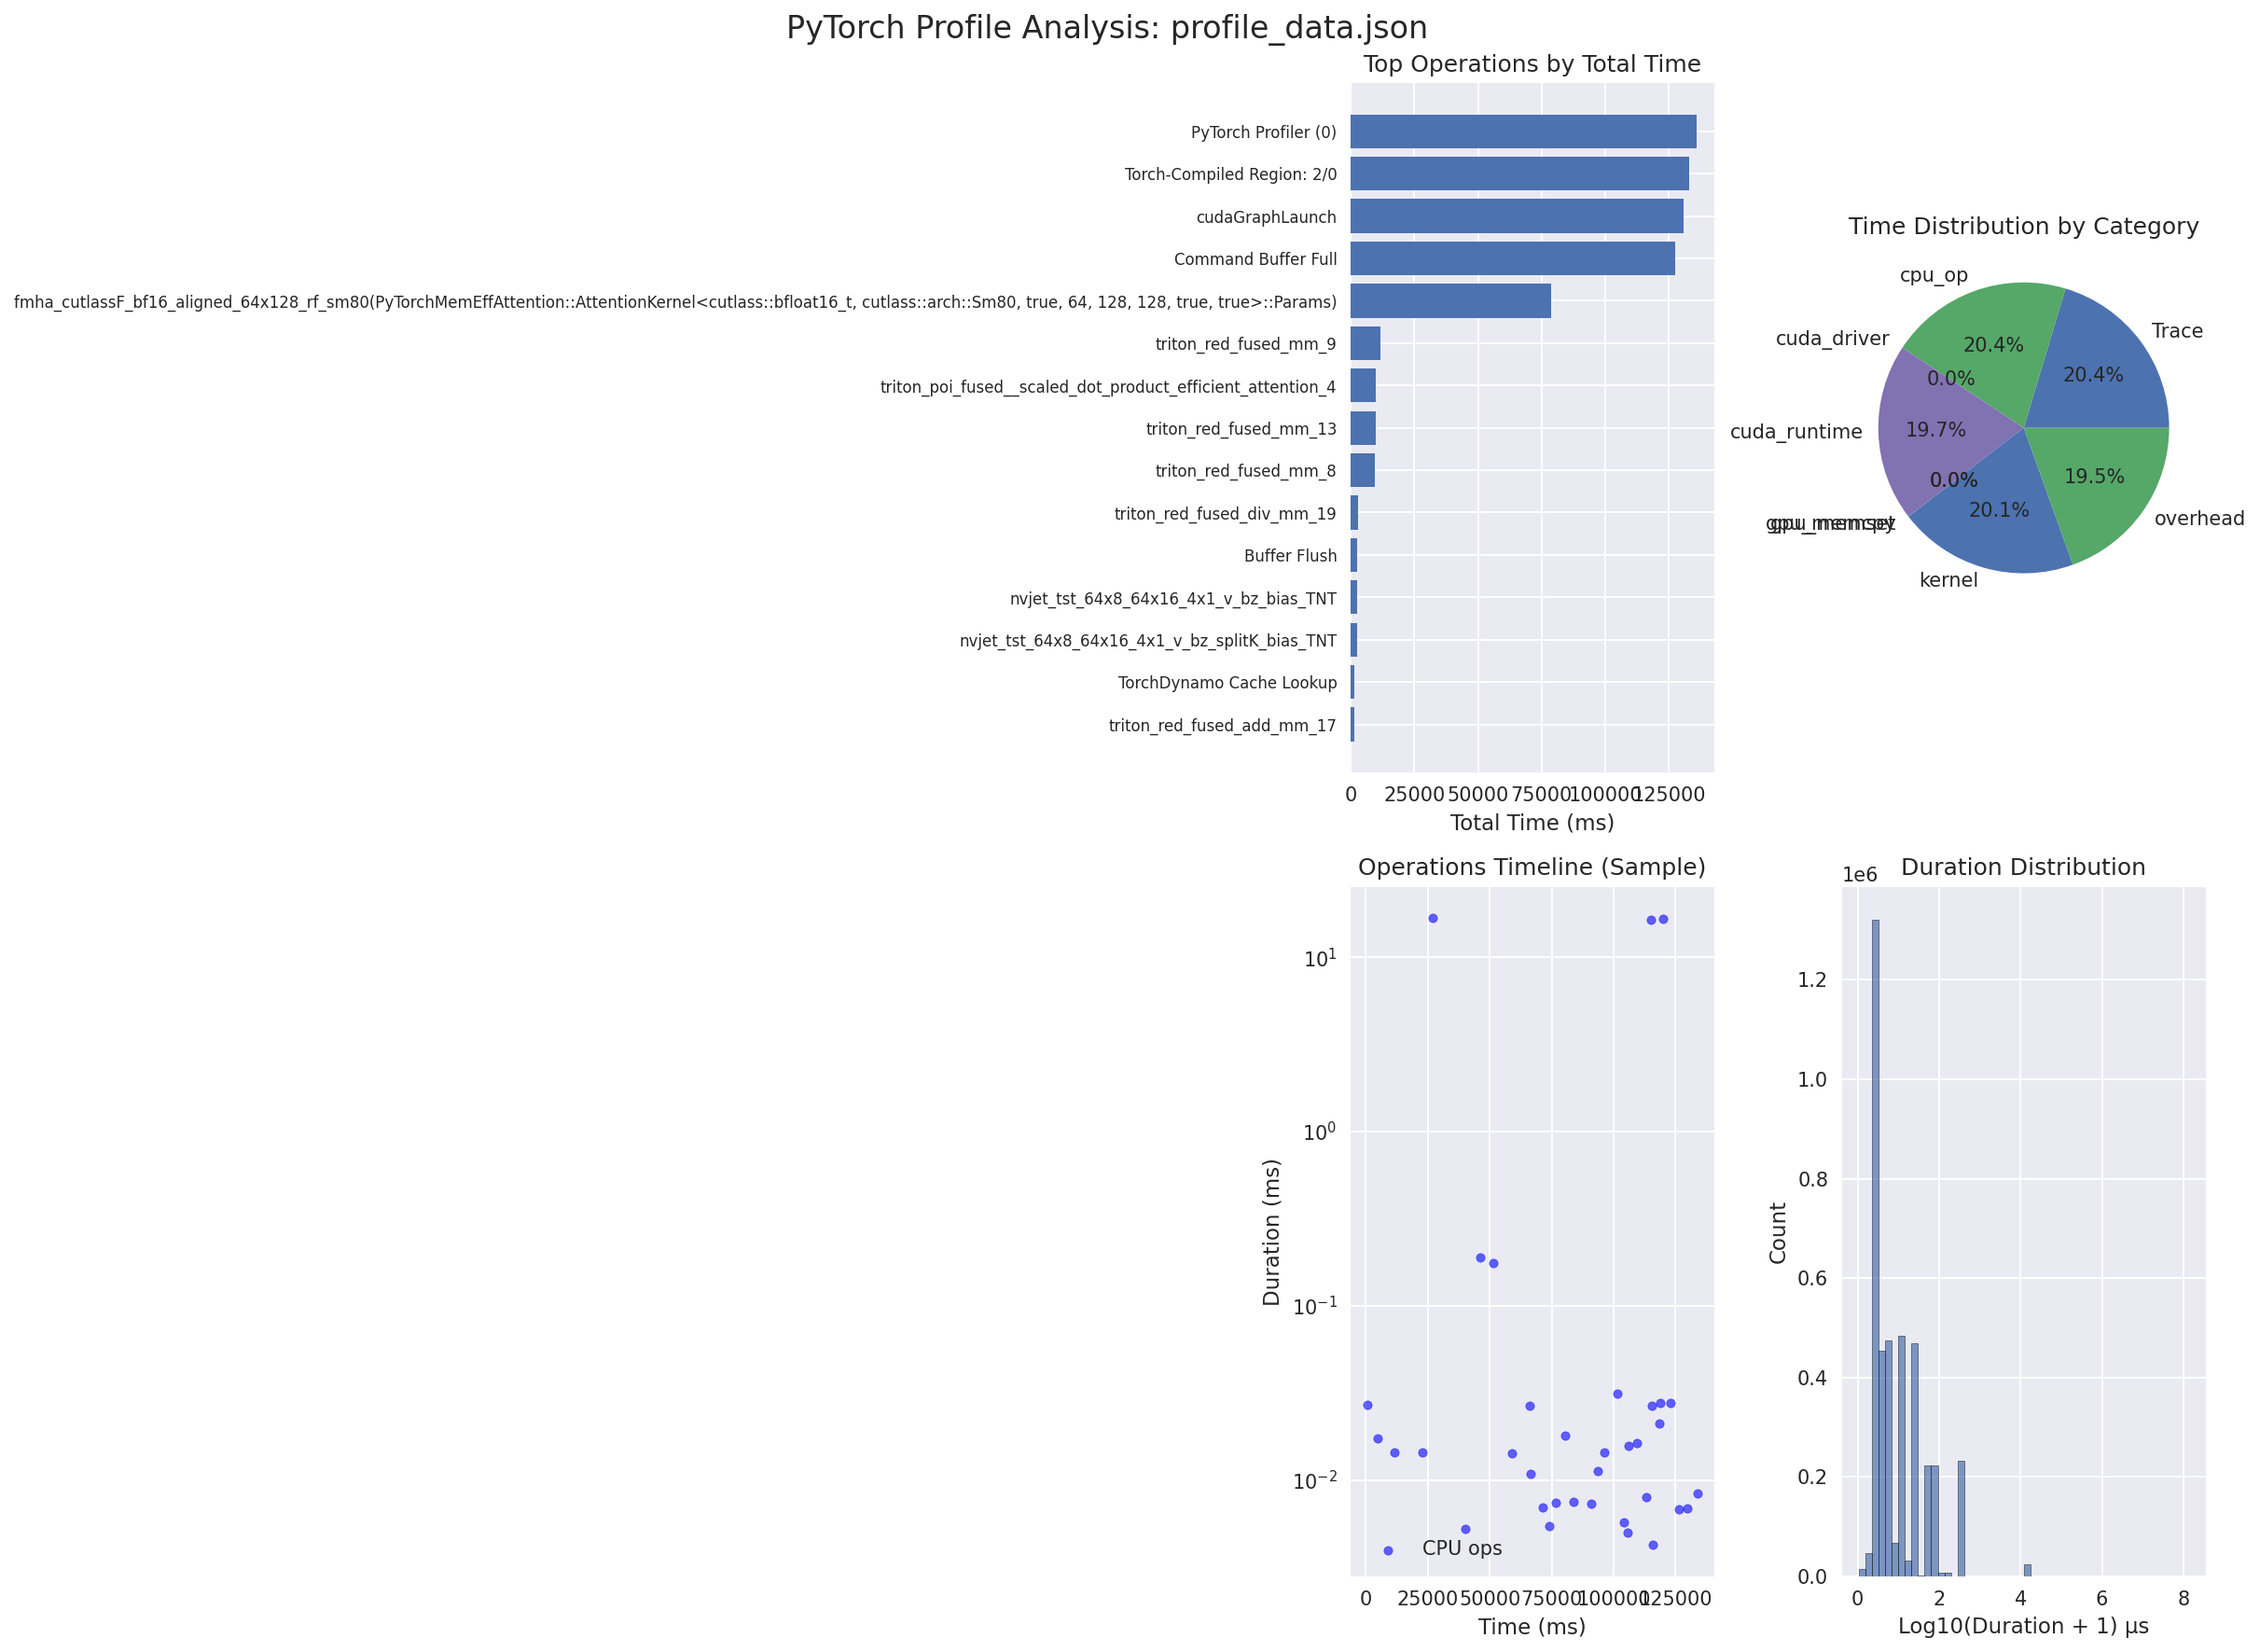 PyTorch Profile Analysis: profile_data.json
Top Operations by Total Time
PyTorch Profiler (0)
Torch-Compiled Region: 2/0
cudaGraphLaunch
Command Buffer Full
fmha_cutlassF_bf16_aligned_64x128_rf_sm80(PyTorchMemEffAttention::AttentionKernel<cutlass::bfloat16_t, cutlass::arch::Sm80, true, 64, 128, 128, true, true>::Params)
triton_red_fused_mm_9
triton_poi_fused__scaled_dot_product_efficient_attention_4
triton_red_fused_mm_13
triton_red_fused_mm_8
triton_red_fused_div_mm_19
Buffer Flush
nvjet_tst_64x8_64x16_4x1_v_bz_bias_TNT
nvjet_tst_64x8_64x16_4x1_v_bz_splitK_bias_TNT
TorchDynamo Cache Lookup
triton_red_fused_add_mm_17
0 25000 50000 75000 100000 125000
Total Time (ms)
Time Distribution by Category
cpu_op
Trace
cuda_driver
20.4%
20.4%
0.0%
cuda_runtime
19.7%
0.0%
19.5%
20.1%
gpu_memcpy
overhead
kernel
Operations Timeline (Sample)
Duration (ms)
10¹
10⁰
10⁻¹
10⁻²
CPU ops
0 25000 50000 75000 100000 125000
Time (ms)
Duration Distribution
1e6
Count
1.2
1.0
0.8
0.6
0.4
0.2
0.0
0 2 4 6 8
Log10(Duration + 1) μs